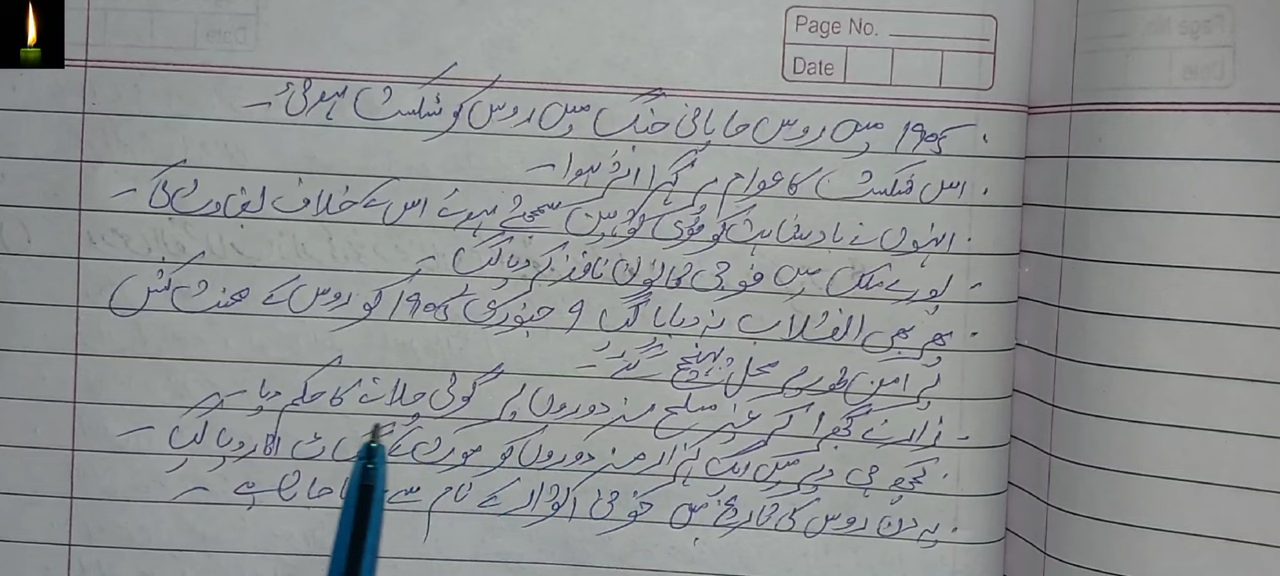 Page No.
Date
1905 میں روس جاپانی جنگ میں روس کو شکست ہوئی۔
اس شکست کا عوام پر گہرا اثر ہوا۔
انہوں نے بادشاہت کو قومی توہین سمجھتے ہوئے اس کے خلاف بغاوت کی۔
پورے ملک میں فوجی قانون نافذ کر دیا گیا۔
پھر بھی انقلاب نہ دبایا گیا 9 جنوری 1905 کو روس کے محنت کش
پر امن طور پر محل پہنچ گئے۔
زار نے گھبرا کر غیر مسلح مزدوروں پر گولی چلانے کا حکم دیا۔
کچھ ہی دیر میں ایک ہزار مزدوروں کو موت کے گھاٹ اتار دیا گیا۔
یہ دن روس کی تاریخ میں خونی اتوار کے نام سے جاتا ہے۔